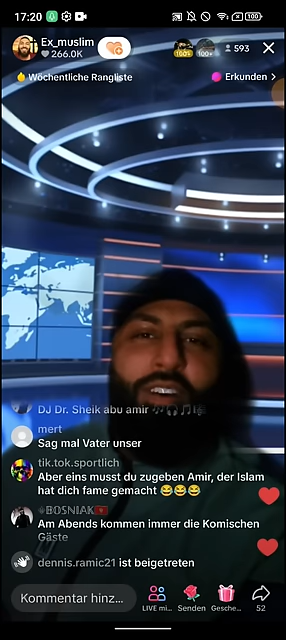 17:20
100
Ex_muslim
266.0K
593
Wöchentliche Rangliste
Erkunden >
DJ Dr. Sheik abu amir
mert
Sag mal Vater unser
tik.tok.sportlich
Aber eins musst du zugeben Amir, der Islam
hat dich fame gemacht 😂😂😂
BOSNIAK
Am Abends kommen immer die Komischen
Gäste
dennis.ramic21 ist beigetreten
Kommentar hinz...
LIVE mi...
Senden
Gesche...
52